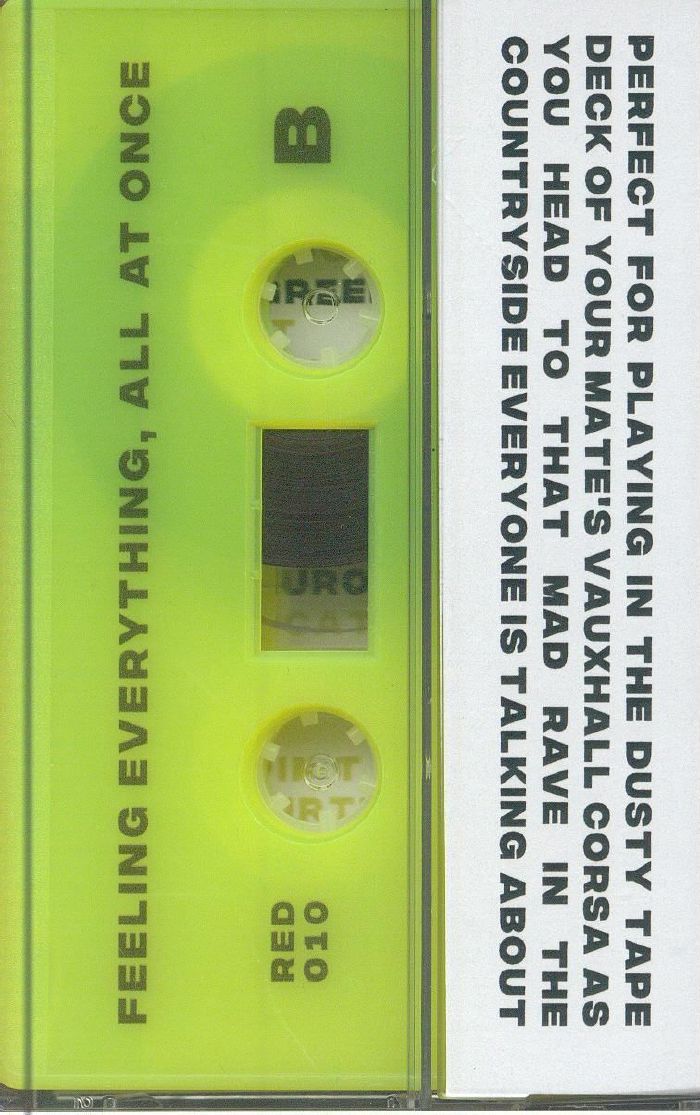 FEELING EVERYTHING, ALL AT ONCE
B
RED
010
PERFECT FOR PLAYING IN THE DUSTY TAPE
DECK OF YOUR MATE'S VAUXHALL CORSA AS
YOU HEAD TO THAT MAD RAVE IN THE
COUNTRYSIDE EVERYONE IS TALKING ABOUT